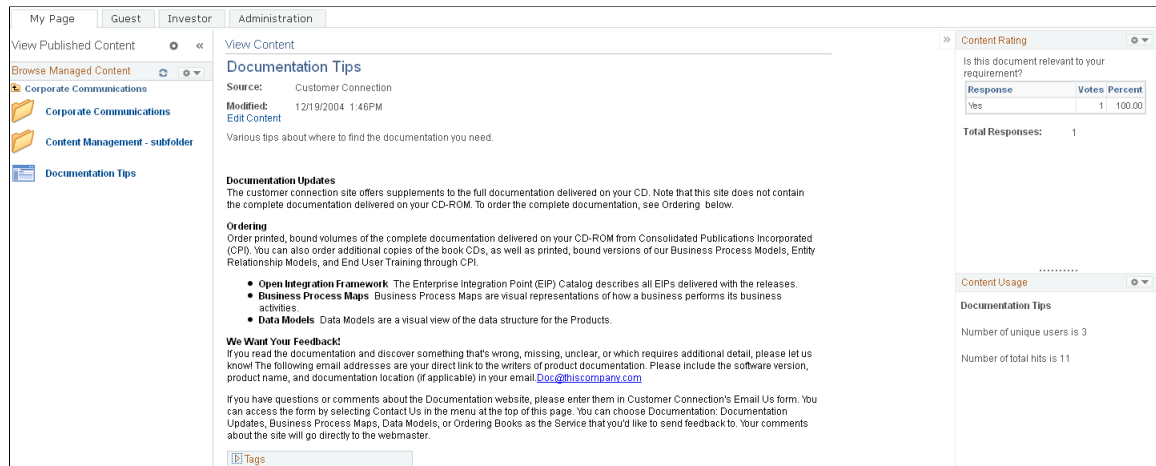 My Page
Guest
Investor
Administration
View Published Content
«
Browse Managed Content
Corporate Communications
Corporate Communications
Content Management - subfolder
Documentation Tips
View Content
Documentation Tips
Source: Customer Connection
Modified: 12/19/2004 1:46PM
Edit Content
Various tips about where to find the documentation you need.
Documentation Updates
The customer connection site offers supplements to the full documentation delivered on your CD. Note that this site does not contain
the complete documentation delivered on your CD-ROM. To order the complete documentation, see Ordering below.
Ordering
Order printed, bound volumes of the complete documentation delivered on your CD-ROM from Consolidated Publications Incorporated
(CPI). You can also order additional copies of the book CDs, as well as printed, bound versions of our Business Process Models, Entity
Relationship Models, and End User Training through CPI.
• Open Integration Framework The Enterprise Integration Point (EIP) Catalog describes all EIPs delivered with the releases.
• Business Process Maps Business Process Maps are visual representations of how a business performs its business
activities.
• Data Models Data Models are a visual view of the data structure for the Products.
We Want Your Feedback!
If you read the documentation and discover something that's wrong, missing, unclear, or which requires additional detail, please let us
know! The following email addresses are your direct link to the writers of product documentation. Please include the software version,
product name, and documentation location (if applicable) in your email.Doc@thiscompany.com
If you have questions or comments about the Documentation website, please enter them in Customer Connection's Email Us form. You
can access the form by selecting Contact Us in the menu at the top of this page. You can choose Documentation: Documentation
Updates, Business Process Maps, Data Models, or Ordering Books as the Service that you'd like to send feedback to. Your comments
about the site will go directly to the webmaster.
Tags
»
Content Rating
Is this document relevant to your
requirement?
Response Votes Percent
Yes 1 100.00
Total Responses: 1
Content Usage
Documentation Tips
Number of unique users is 3
Number of total hits is 11